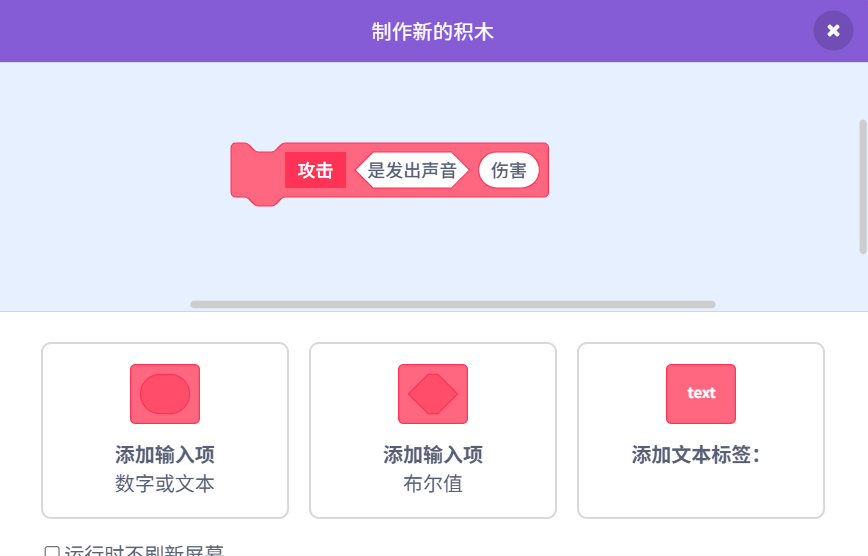 制作新的积木
攻击 是发出声音 伤害
text
添加输入项
数字或文本
添加输入项
布尔值
添加文本标签：
运行时不刷新屏幕